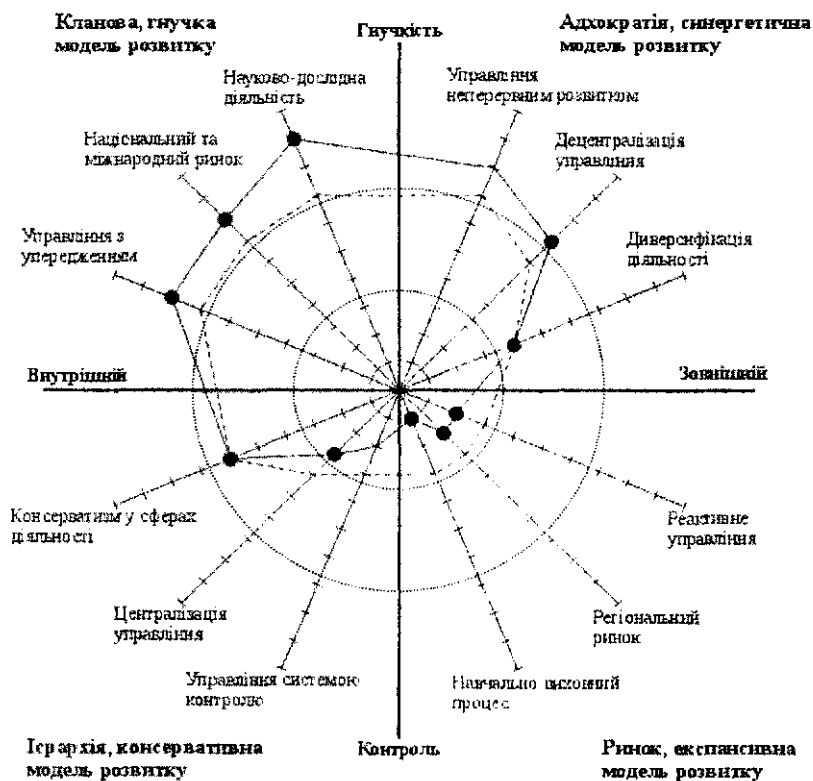 Кланова, гнучка
модель розвитку
Гнучкість
Адхократія, синергетична
модель розвитку
Науково-дослідна
діяльність
Управління
неперервним розвитком
Національний та
міжнародний ринок
Децентралізація
управління
Управління з
упередженням
Диверсифікація
діяльності
Внутрішній
Зовнішній
Консерватизм у сферах
діяльності
Реактивне
управління
Централізація
управління
Регіональний
ринок
Управління системою
контролю
Навчально виховний
процес
Ієрархія, консервативна
модель розвитку
Контроль
Ринок, експансивна
модель розвитку